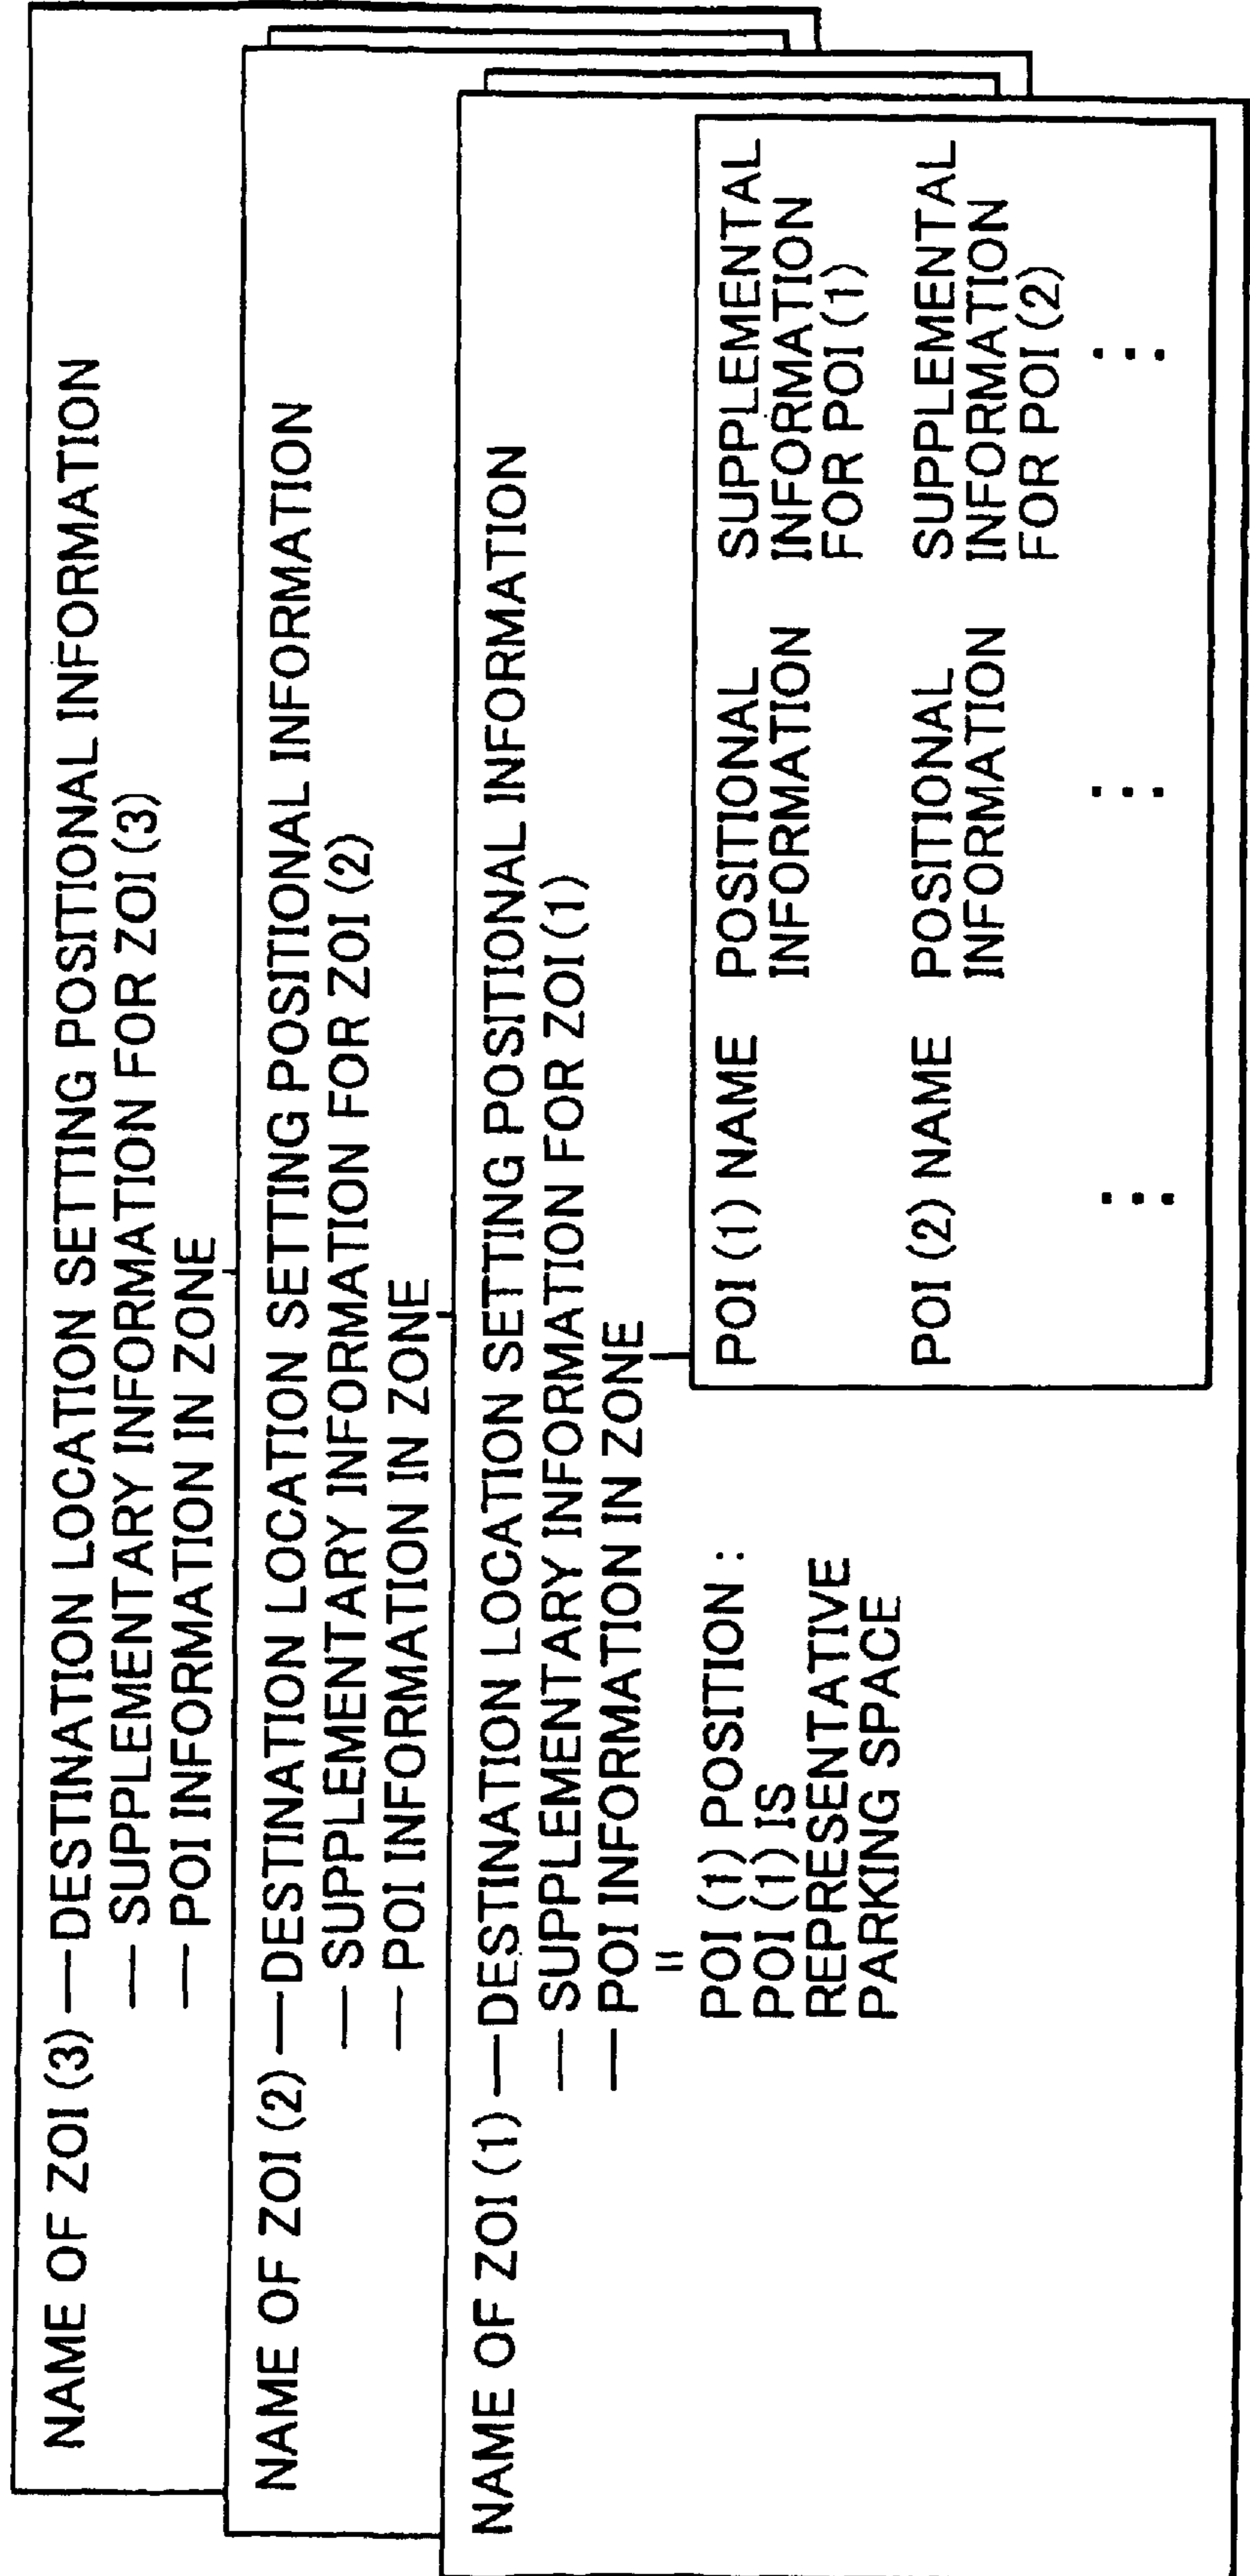 NAME OF ZOI (3) —DESTINATION LOCATION SETTING POSITIONAL INFORMATION
— SUPPLEMENTARY INFORMATION FOR ZOI (3)
— POI INFORMATION IN ZONE
NAME OF ZOI (2) —DESTINATION LOCATION SETTING POSITIONAL INFORMATION
— SUPPLEMENTARY INFORMATION FOR ZOI (2)
— POI INFORMATION IN ZONE
NAME OF ZOI (1) —DESTINATION LOCATION SETTING POSITIONAL INFORMATION
— SUPPLEMENTARY INFORMATION FOR ZOI (1)
— POI INFORMATION IN ZONE
=
POI (1) POSITION :
POI (1) IS
REPRESENTATIVE
PARKING SPACE
POI (1) NAME POSITIONAL SUPPLEMENTAL
INFORMATION INFORMATION
FOR POI (1)
POI (2) NAME POSITIONAL SUPPLEMENTAL
INFORMATION INFORMATION
FOR POI (2)
⋮ ⋮ ⋮